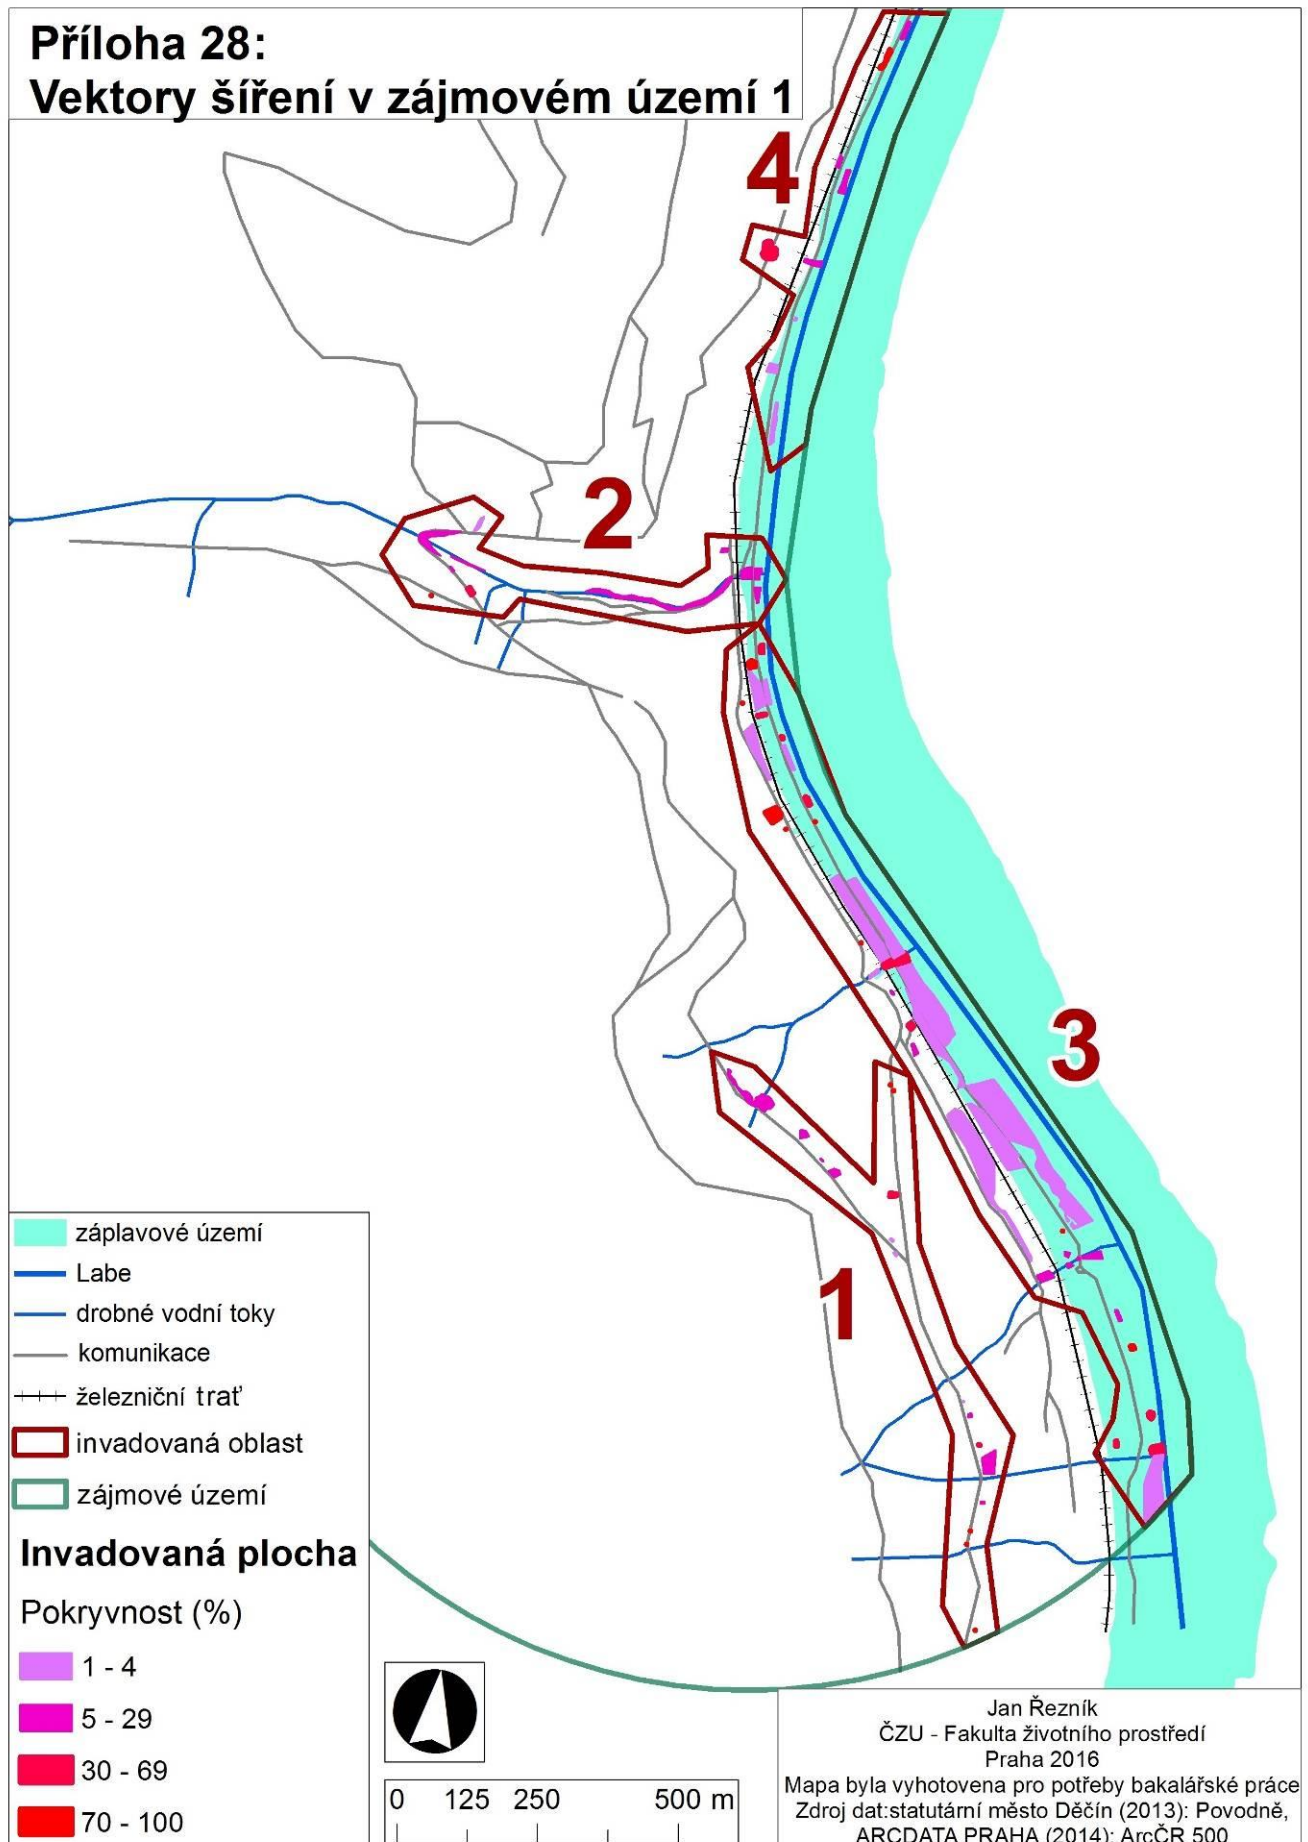 Příloha 28:
Vektory šíření v zájmovém území 1
4
2
3
1
záplavové území
Labe
drobné vodní toky
komunikace
železniční trať
invadovaná oblast
zájmové území
Invadovaná plocha
Pokryvnost (%)
1 - 4
5 - 29
30 - 69
70 - 100
0 125 250 500 m
Jan Řezník
ČZU - Fakulta životního prostředí
Praha 2016
Mapa byla vyhotovena pro potřeby bakalářské práce
Zdroj dat:statutární město Děčín (2013): Povodně,
ARCDATA PRAHA (2014): ArcČR 500